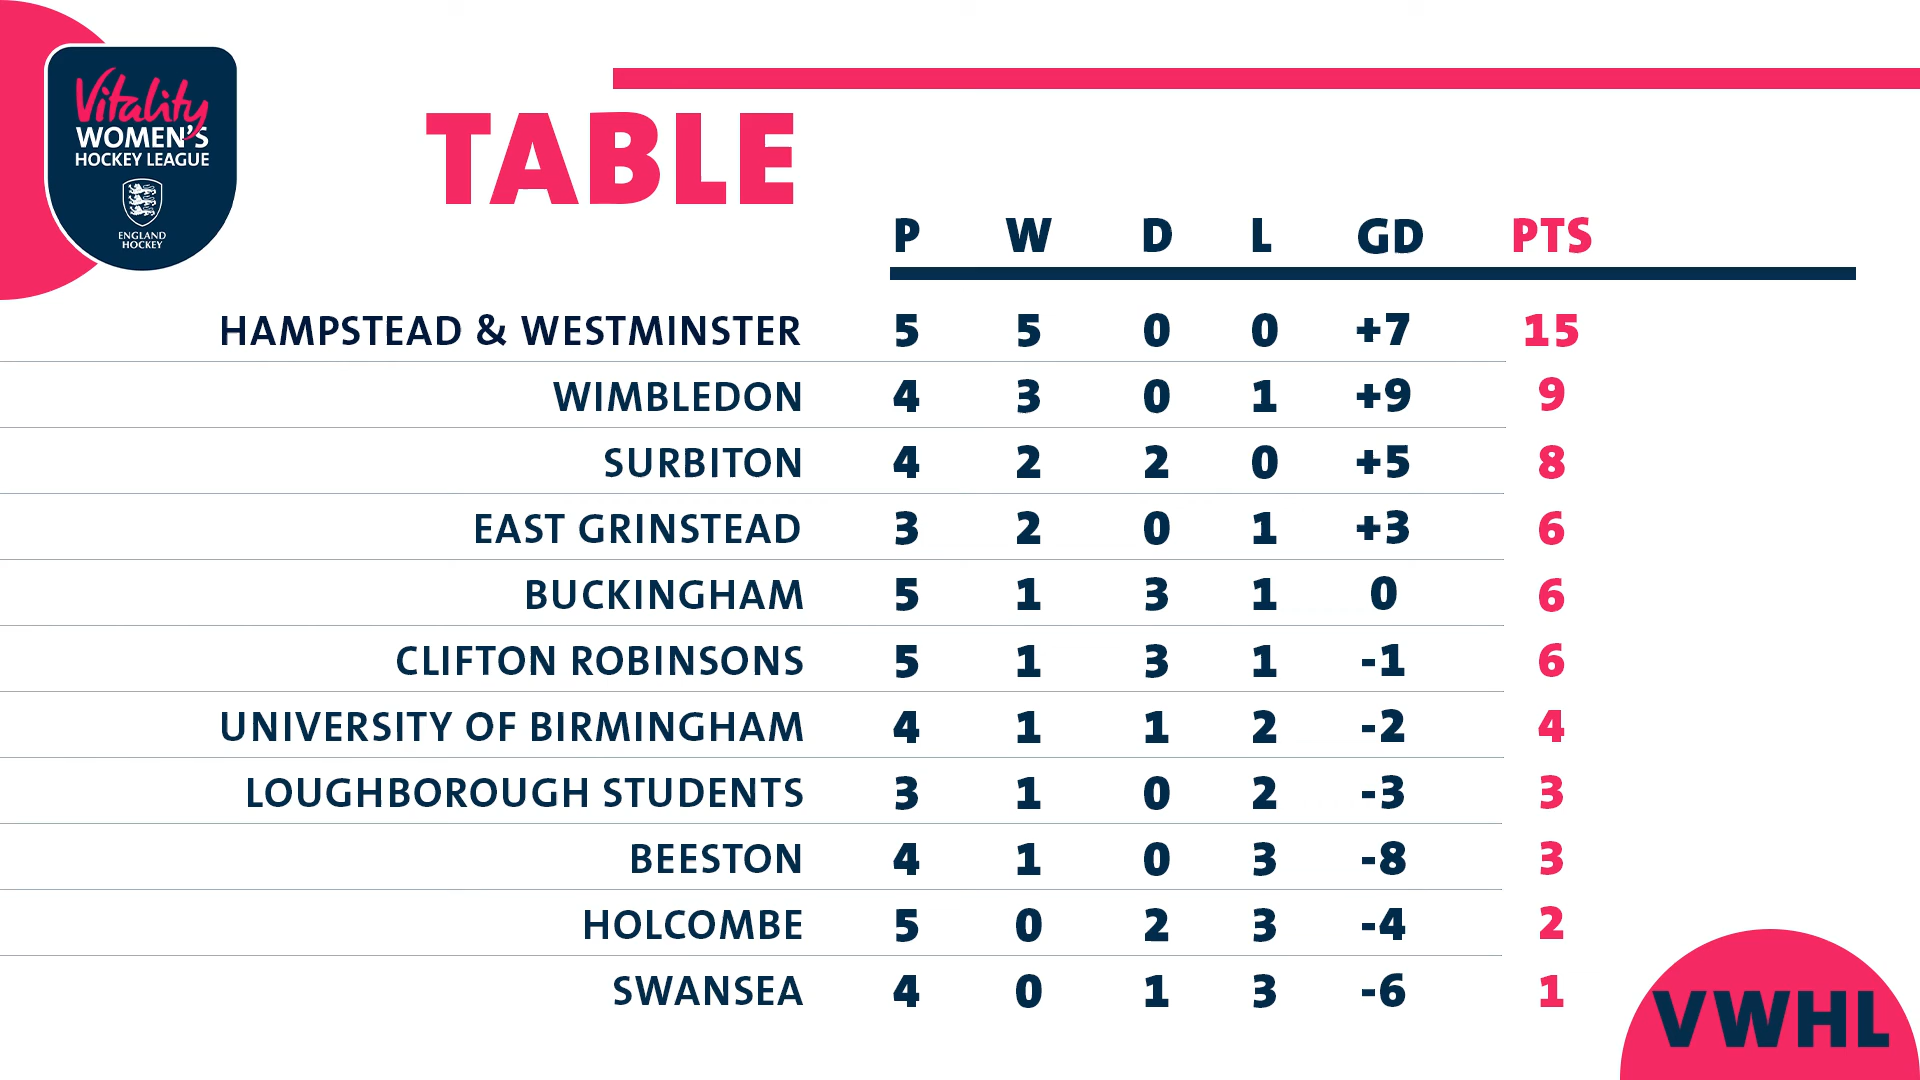 Vitality
WOMEN'S
HOCKEY LEAGUE
ENGLAND
HOCKEY
TABLE
P W D L GD PTS
HAMPSTEAD & WESTMINSTER 5 5 0 0 +7 15
WIMBLEDON 4 3 0 1 +9 9
SURBITON 4 2 2 0 +5 8
EAST GRINSTEAD 3 2 0 1 +3 6
BUCKINGHAM 5 1 3 1 0 6
CLIFTON ROBINSONS 5 1 3 1 -1 6
UNIVERSITY OF BIRMINGHAM 4 1 1 2 -2 4
LOUGHBOROUGH STUDENTS 3 1 0 2 -3 3
BEESTON 4 1 0 3 -8 3
HOLCOMBE 5 0 2 3 -4 2
SWANSEA 4 0 1 3 -6 1
VWHL